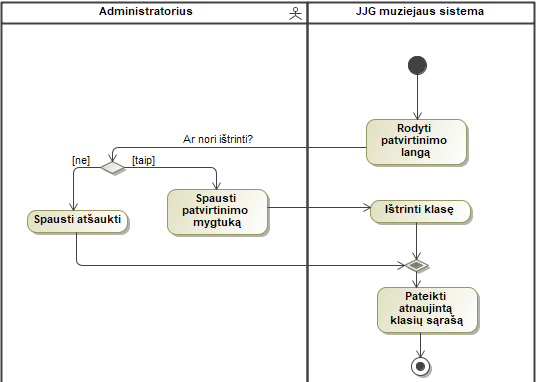 Administratorius
JJG muziejaus sistema
Rodyti
patvirtinimo
langą
Ar nori ištrinti?
[ne]
[taip]
Spausti atšaukti
Spausti
patvirtinimo
mygtuką
Ištrinti klasę
Pateikti
atnaujintą
klasių sąrašą